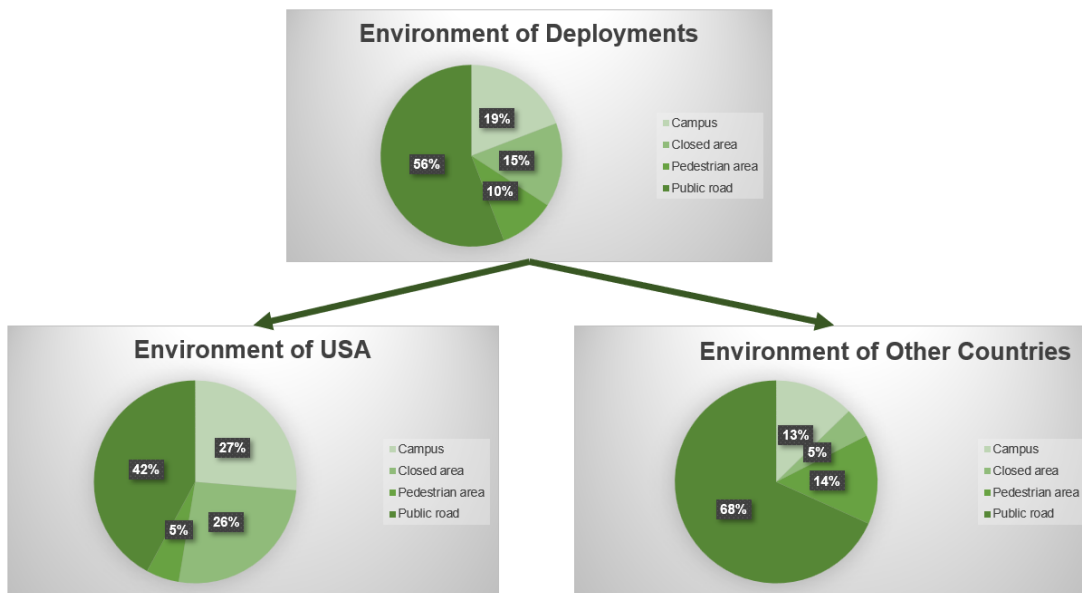 Environment of Deployments
19%
15%
10%
56%
Campus
Closed area
Pedestrian area
Public road
Environment of USA
27%
26%
5%
42%
Campus
Closed area
Pedestrian area
Public road
Environment of Other Countries
13%
5%
14%
68%
Campus
Closed area
Pedestrian area
Public road